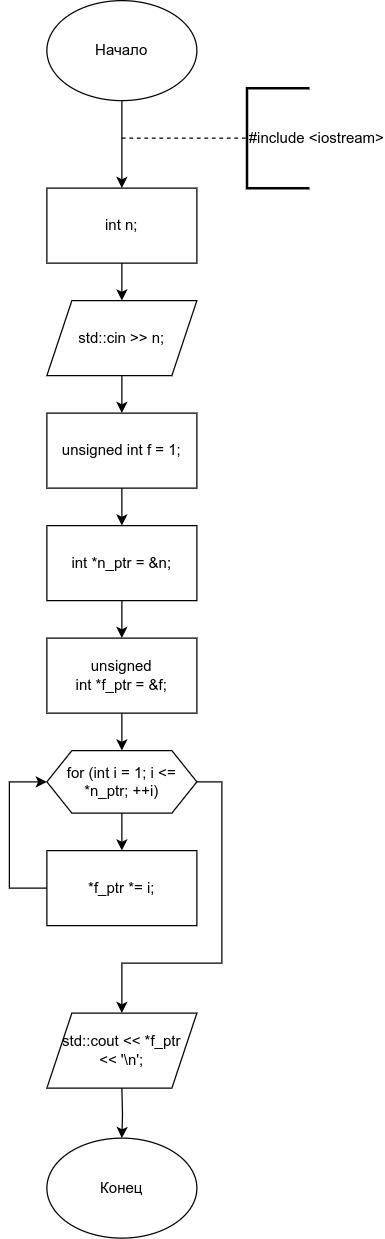 Начало
#include <iostream>
int n;
std::cin >> n;
unsigned int f = 1;
int *n_ptr = &n;
unsigned
int *f_ptr = &f;
for (int i = 1; i <=
*n_ptr; ++i)
*f_ptr *= i;
std::cout << *f_ptr
<< '\n';
Конец